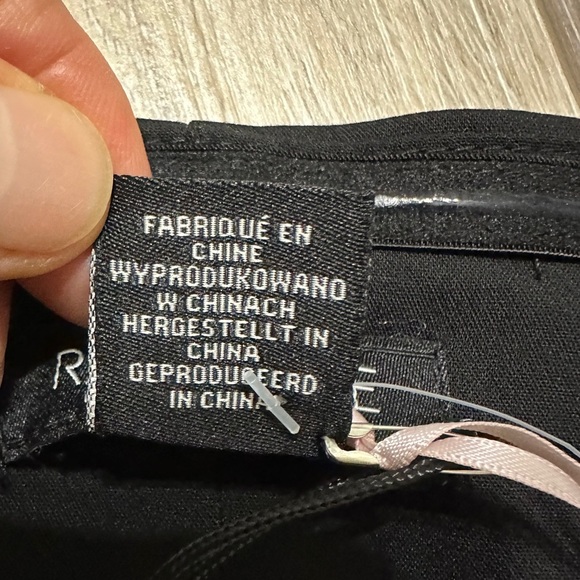 FABRIQUÉ EN
CHINE
WYPRODUKOWANO
W CHINACH
HERGESTELLT IN
CHINA
GEPRODUCEERD
IN CHINA
R